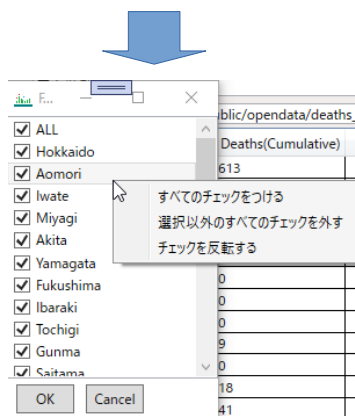 F...
blic/opendata/deaths_
ALL
Hokkaido
Aomori
Iwate
Miyagi
Akita
Yamagata
Fukushima
Ibaraki
Tochigi
Gunma
Saitama
OK
Cancel
Deaths(Cumulative)
613
すべてのチェックをつける
選択以外のすべてのチェックを外す
チェックを反転する
0
0
0
9
0
18
41